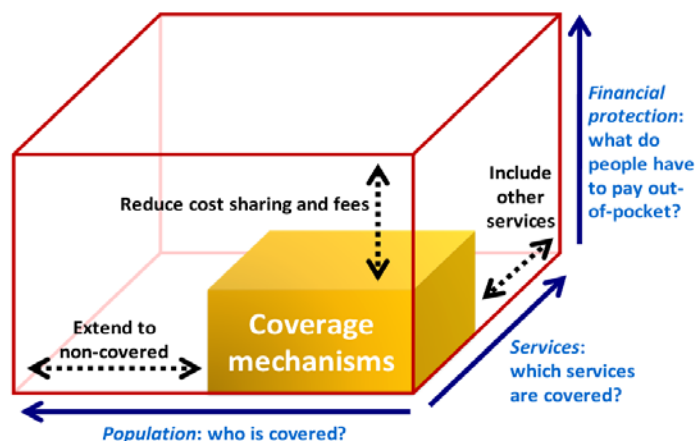 Financial
protection:
what do
people have
to pay out-
of-pocket?
Include
other
services
Reduce cost sharing and fees
Extend to
non-covered
Coverage
mechanisms
Services:
which services
are covered?
Population: who is covered?